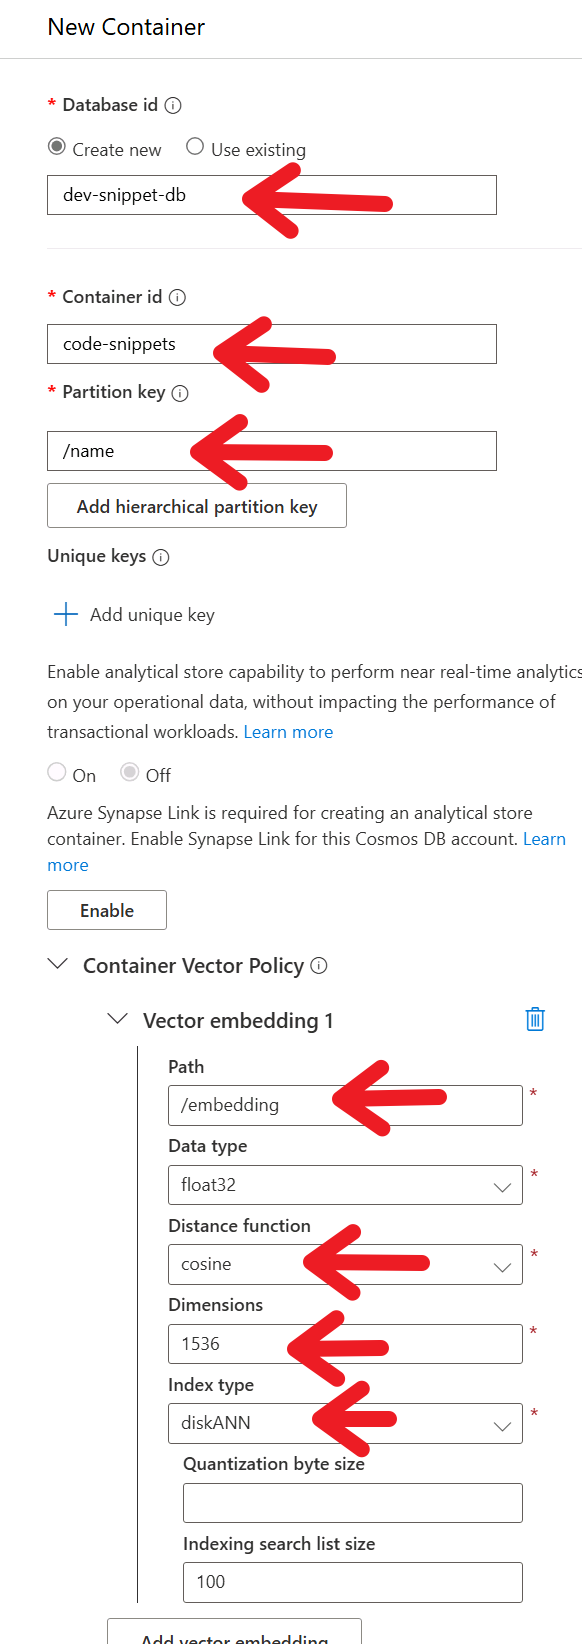 New Container
* Database id
Create new Use existing
dev-snippet-db
* Container id
code-snippets
* Partition key
/name
Add hierarchical partition key
Unique keys
Add unique key
Enable analytical store capability to perform near real-time analytics
on your operational data, without impacting the performance of
transactional workloads. Learn more
On Off
Azure Synapse Link is required for creating an analytical store
container. Enable Synapse Link for this Cosmos DB account. Learn
more
Enable
Container Vector Policy
Vector embedding 1
Path
/embedding *
Data type
float32 *
Distance function
cosine *
Dimensions
1536 *
Index type
diskANN *
Quantization byte size
Indexing search list size
100
Add vector embedding